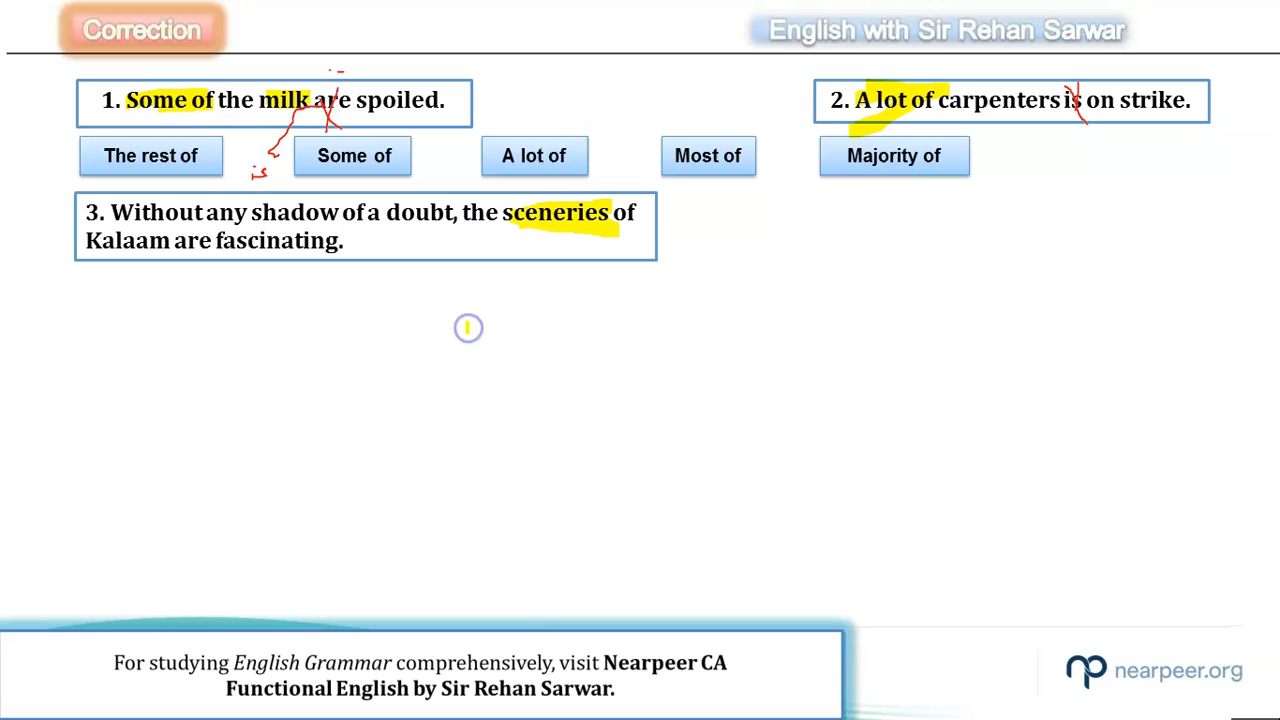 Correction
English with Sir Rehan Sarwar
1. Some of the milk are spoiled.
2. A lot of carpenters is on strike.
is
The rest of
Some of
A lot of
Most of
Majority of
3. Without any shadow of a doubt, the sceneries of
Kalaam are fascinating.
For studying English Grammar comprehensively, visit Nearpeer CA
Functional English by Sir Rehan Sarwar.
nearpeer.org